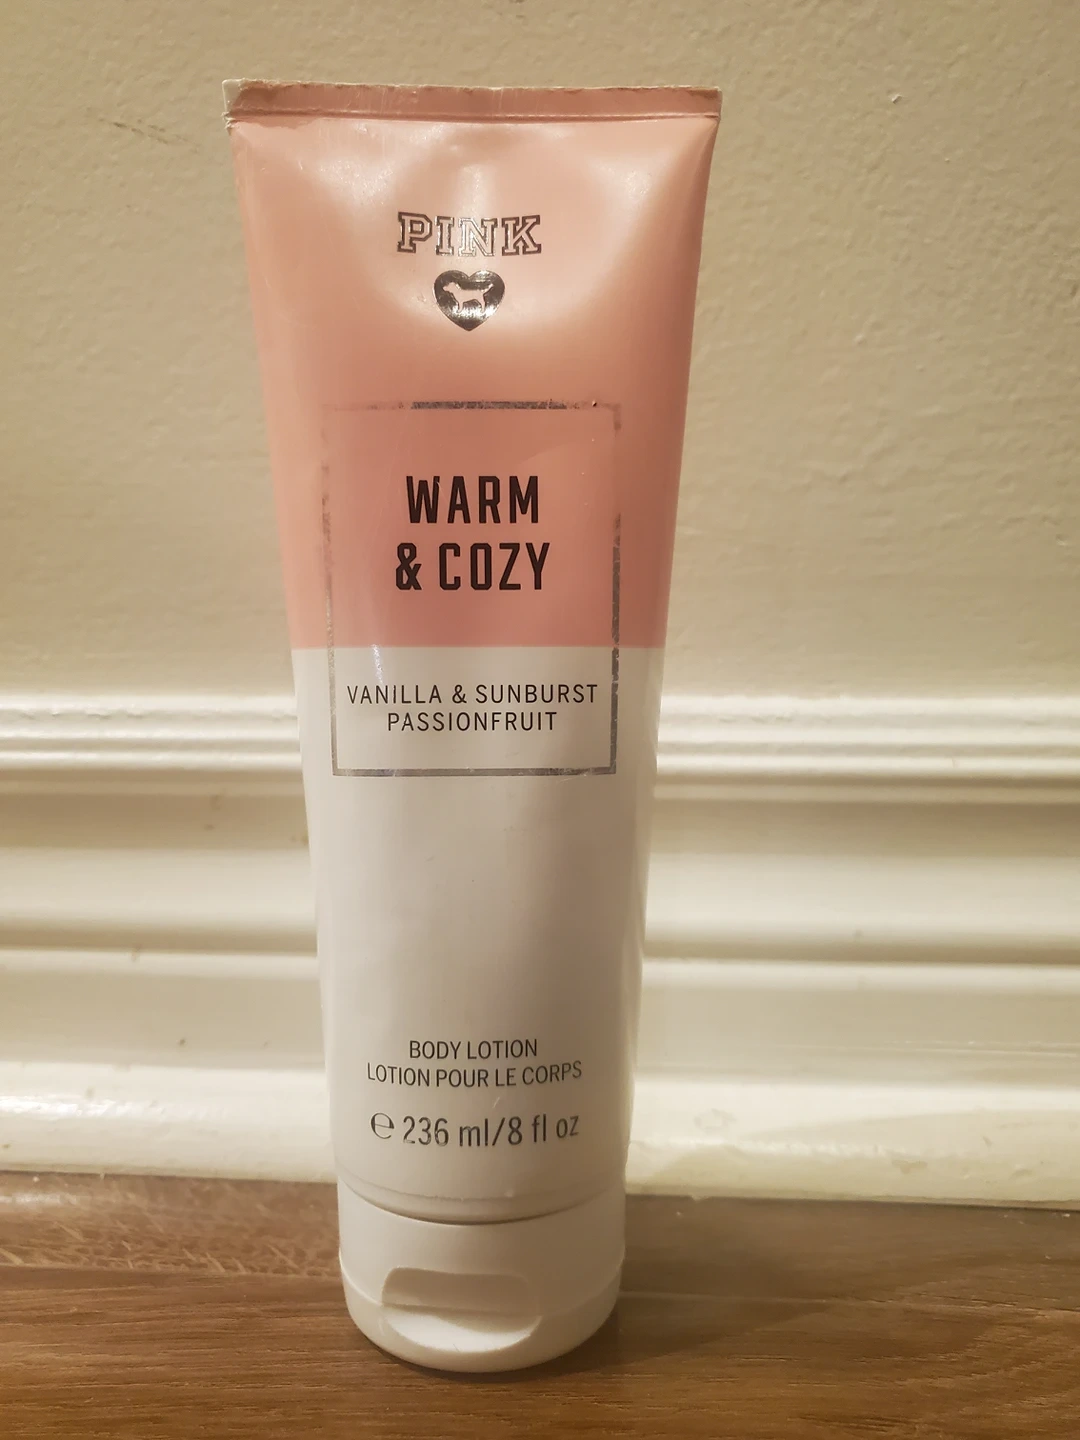 PINK
WARM
& COZY
VANILLA & SUNBURST
PASSIONFRUIT
BODY LOTION
LOTION POUR LE CORPS
℮ 236 ml/8 fl oz